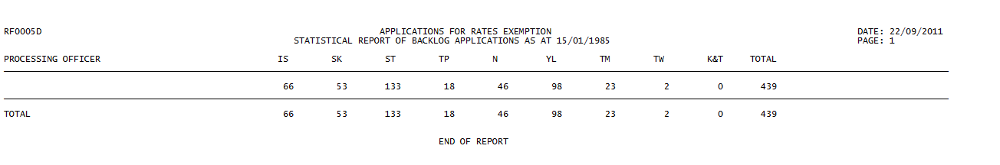 RF0005D APPLICATIONS FOR RATES EXEMPTION DATE: 22/09/2011
STATISTICAL REPORT OF BACKLOG APPLICATIONS AS AT 15/01/1985 PAGE: 1
PROCESSING OFFICER IS SK ST TP N YL TM TW K&T TOTAL
66 53 133 18 46 98 23 2 0 439
TOTAL 66 53 133 18 46 98 23 2 0 439
END OF REPORT